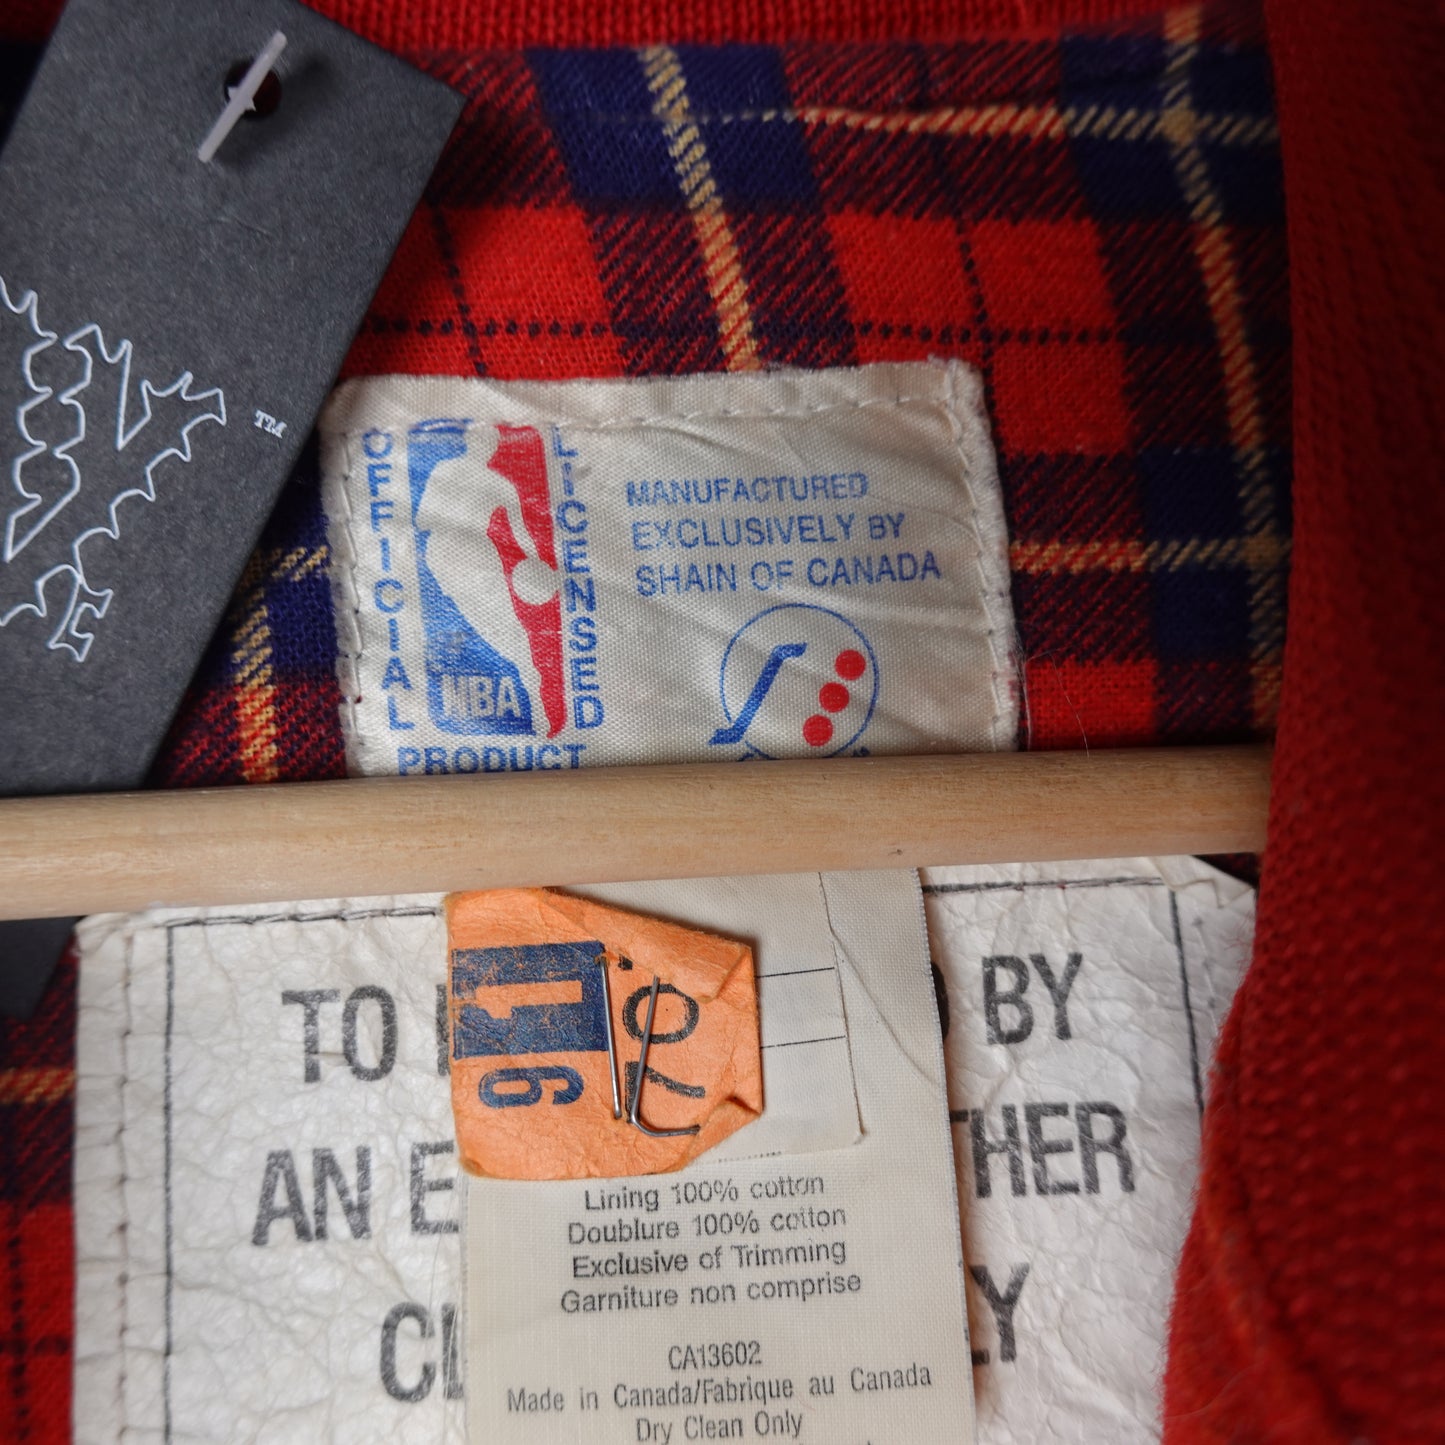 TM
OFFICIAL
LICENSED
NBA
PRODUCT
MANUFACTURED
EXCLUSIVELY BY
SHAIN OF CANADA
TO BY
AN
ONLY
Lining 100% cotton
Doublure 100% cotton
Exclusive of Trimming
Garniture non comprise
CA13602
Made in Canada/Fabrique au Canada
Dry Clean Only